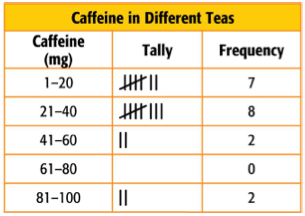 Caffeine in Different Teas
Caffeine (mg) Tally Frequency
1–20 7
21–40 8
41–60 2
61–80 0
81–100 2